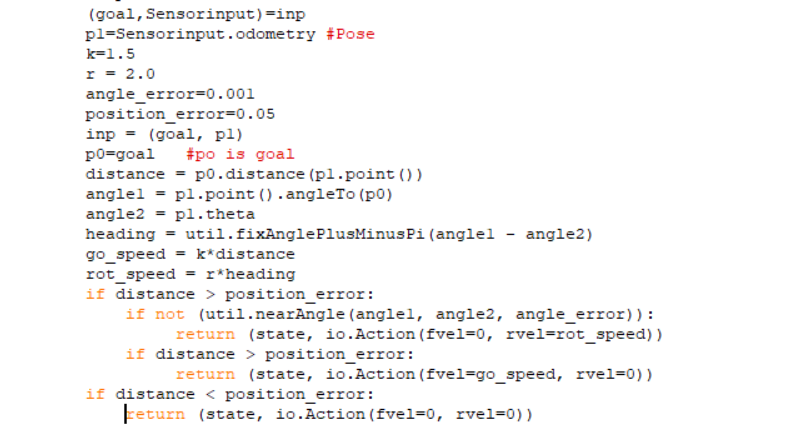 (goal,Sensorinput)=inp
p1=Sensorinput.odometry #Pose
k=1.5
r = 2.0
angle_error=0.001
position_error=0.05
inp = (goal, p1)
p0=goal   #po is goal
distance = p0.distance(p1.point())
angle1 = p1.point().angleTo(p0)
angle2 = p1.theta
heading = util.fixAnglePlusMinusPi(angle1 - angle2)
go_speed = k*distance
rot_speed = r*heading
if distance > position_error:
    if not (util.nearAngle(angle1, angle2, angle_error)):
         return (state, io.Action(fvel=0, rvel=rot_speed))
    if distance > position_error:
         return (state, io.Action(fvel=go_speed, rvel=0))
if distance < position_error:
    return (state, io.Action(fvel=0, rvel=0))